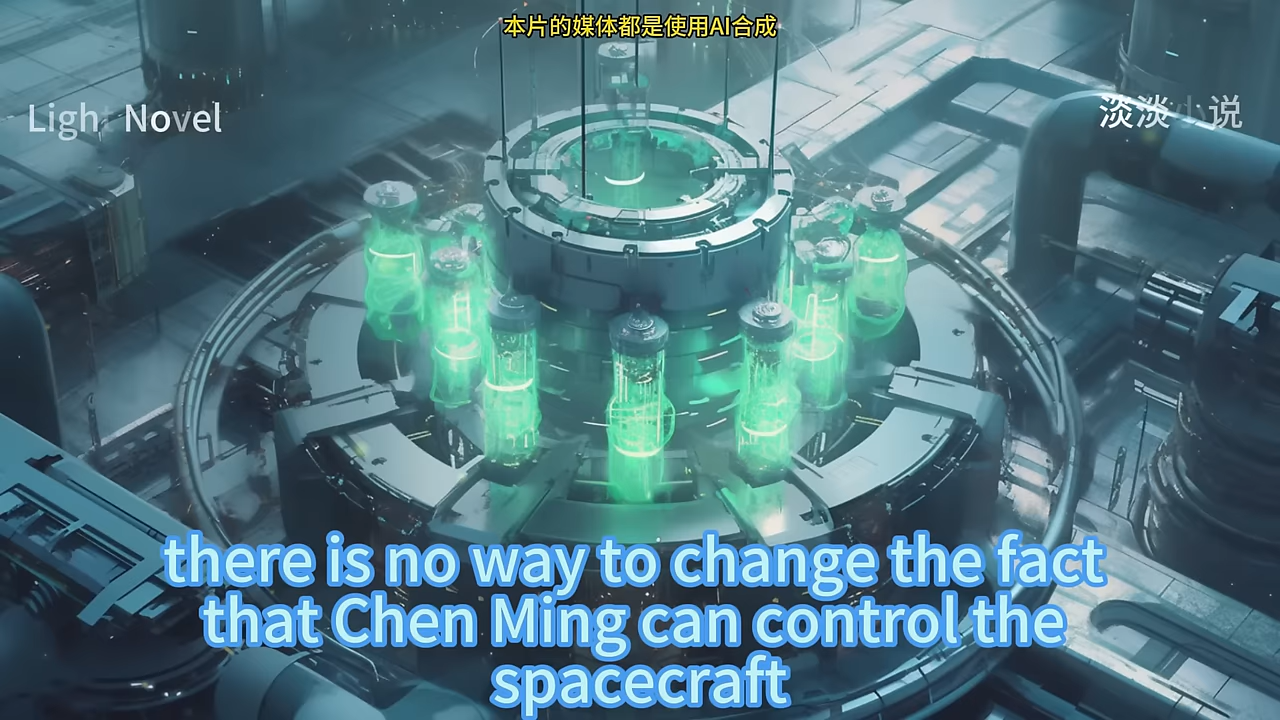 本片的媒体都是使用AI合成
Ligh Novel
淡淡小说
there is no way to change the fact
that Chen Ming can control the
spacecraft